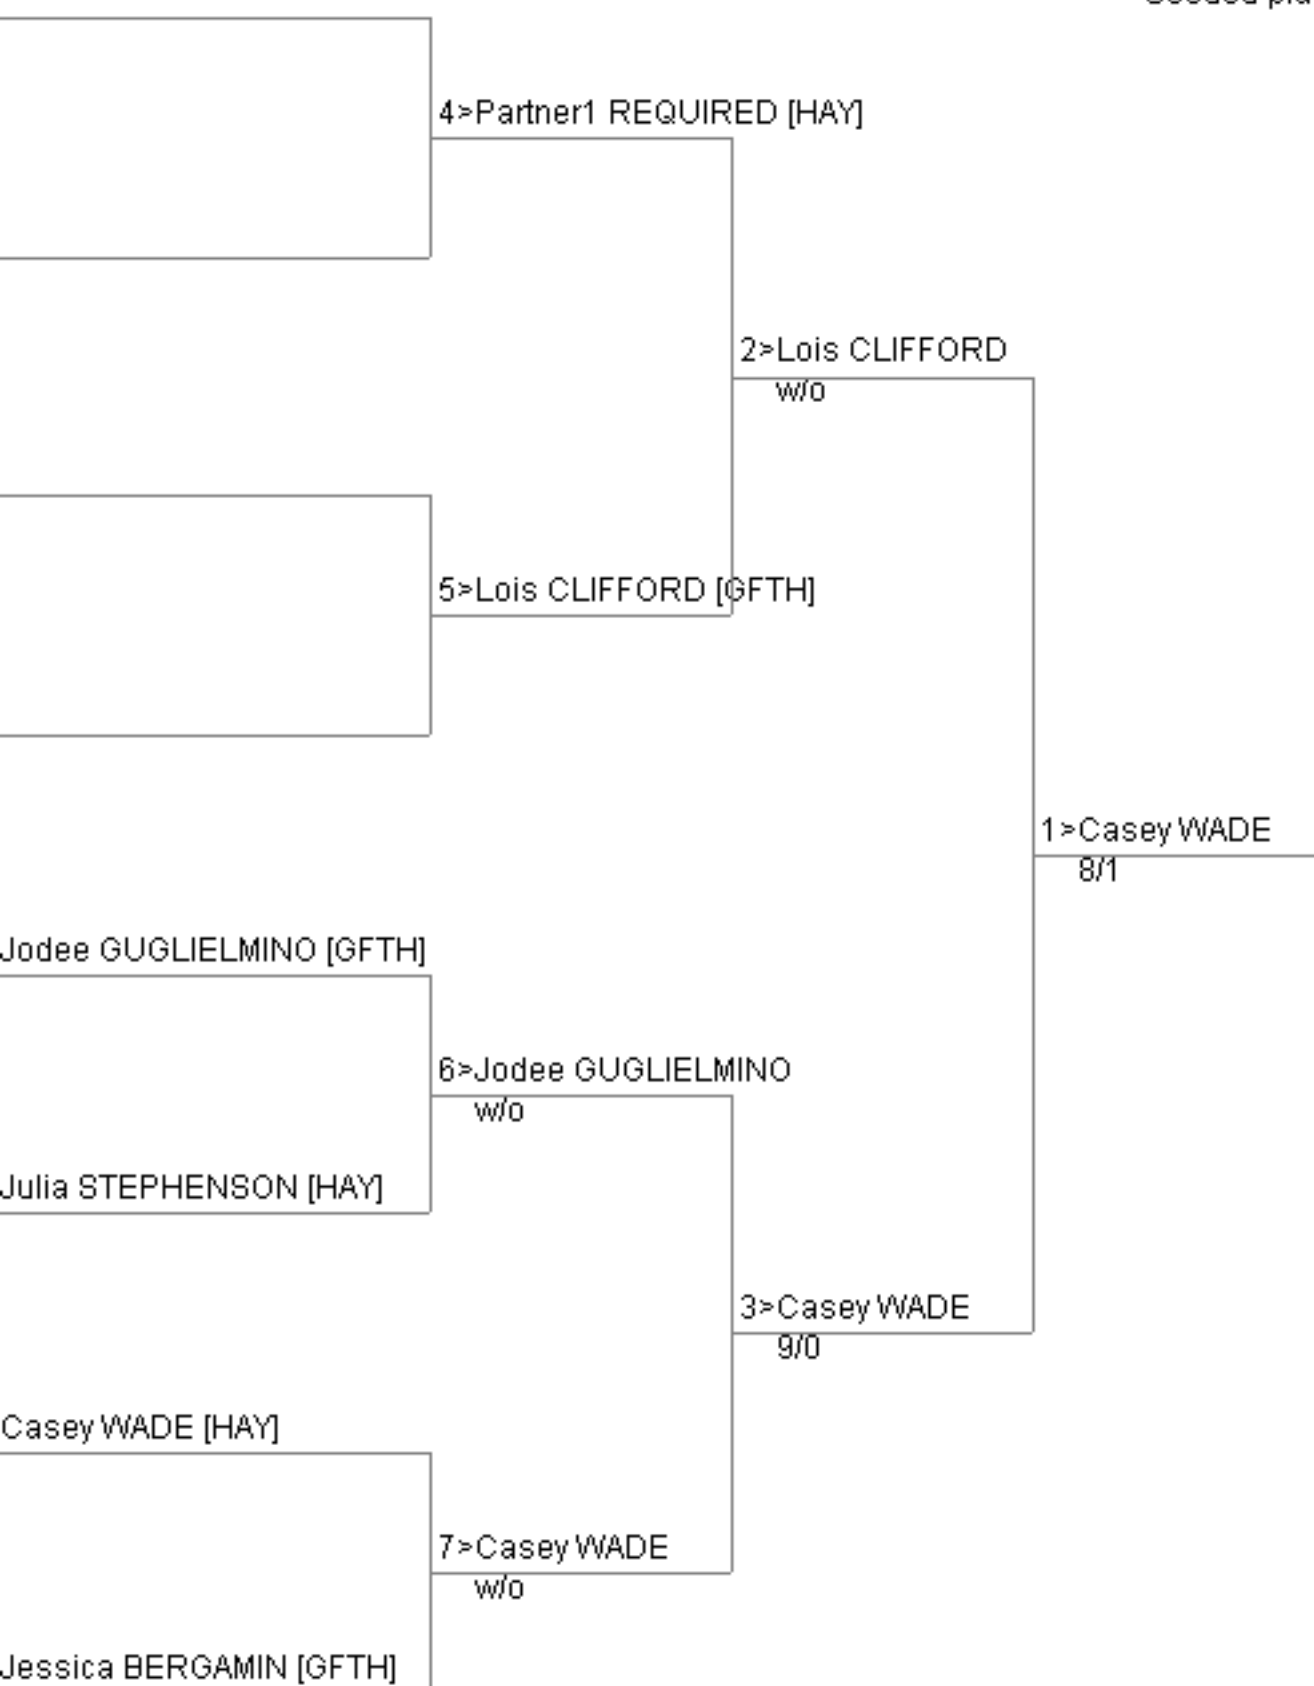 4>Partner1 REQUIRED [HAY]
2>Lois CLIFFORD
w/o
5>Lois CLIFFORD [GFTH]
1>Casey WADE
8/1
Jodee GUGLIELMINO [GFTH]
6>Jodee GUGLIELMINO
w/o
Julia STEPHENSON [HAY]
3>Casey WADE
9/0
Casey WADE [HAY]
7>Casey WADE
w/o
Jessica BERGAMIN [GFTH]